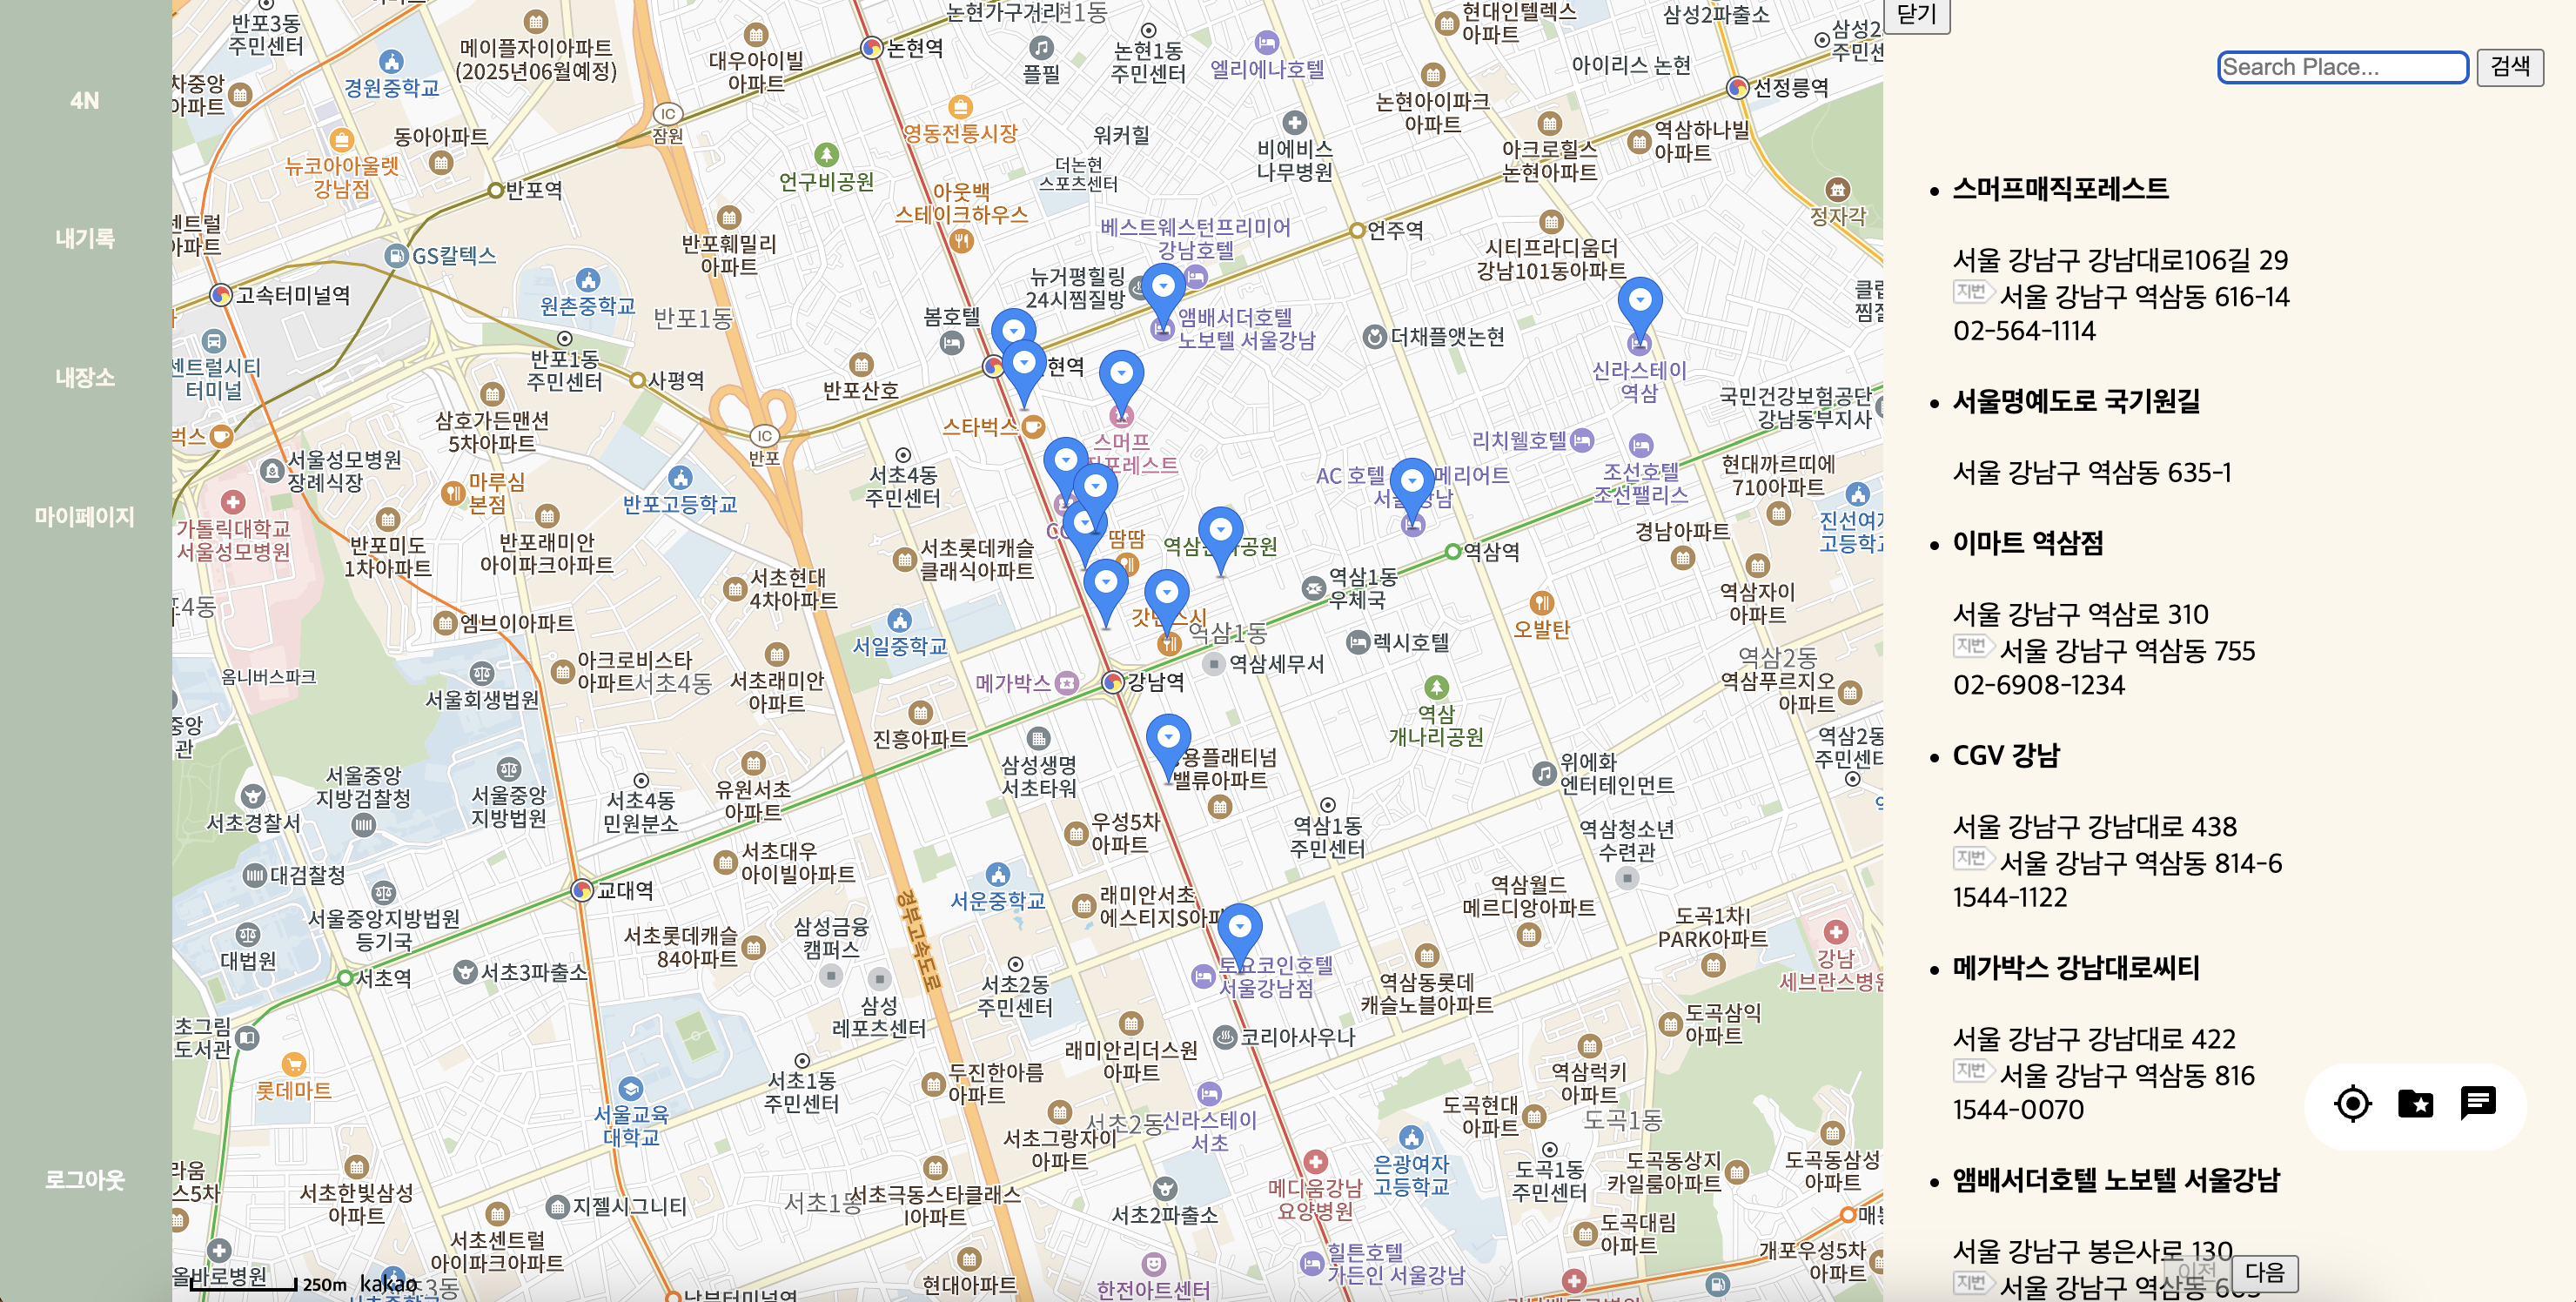 4N
내기록
내장소
마이페이지
로그아웃
반포3동
주민센터
메이플자이아파트
(2025년06월예정)
경원중학교
차중앙
아파트
동아아파트
뉴코아아울렛
강남점
반포역
센트럴
아파트
GS칼텍스
고속터미널역
원촌중학교
반포1동
반포1동
주민센터
사평역
센트럴시티
터미널
삼호가든맨션
5차아파트
벅스
서울성모병원
장례식장
마루심
본점
반포고등학교
가톨릭대학교
서울성모병원
반포미도
1차아파트
반포래미안
아이파크아파트
엠브이아파트
옴니버스파크
서울회생법원
아크로비스타
아파트
서초4동
서울중앙
지방검찰청
서울중앙
지방법원
서초경찰서
대검찰청
서초4동
민원분소
서울중앙지방법원
등기국
교대역
대법원
서초역
서초3파출소
초그림
도서관
롯데마트
서울교육
대학교
서초한빛삼성
아파트
지젤시그니티
서초센트럴
아이파크아파트
올바로병원
250m
kakao
남부터미널역
논현가구거리
대우아이빌
아파트
논현역
플필
논현1동
주민센터
엘리에나호텔
현대인텔렉스
아파트
삼성2파출소
아이리스 논현
선정릉역
IC
잠원
영동전통시장
워커힐
더논현
스포츠센터
비에비스
나무병원
논현아이파크
아파트
아크로힐스
논현아파트
역삼하나빌
아파트
언구비공원
아웃백
스테이크하우스
정자각
반포훼밀리
아파트
베스트웨스턴프리미어
강남호텔
언주역
시티프라디움더
강남101동아파트
뉴거평힐링
24시찜질방
봄호텔
앰배서더호텔
노보텔 서울강남
더채플앳논현
신라스테이
역삼
국민건강보험공단
강남동부지사
반포산호
현역
스타벅스
스머프
IC
반포
서초4동
주민센터
리치웰호텔
조선호텔
조선팰리스
현대까르띠에
710아파트
AC 호텔
땀땀
경남아파트
역삼역
서초롯데캐슬
클래식아파트
서초현대
4차아파트
역삼1동
우체국
역삼자이
아파트
오발탄
서일중학교
역삼1동
렉시호텔
역삼세무서
역삼2동
역삼푸르지오
아파트
메가박스
강남역
서초래미안
아파트
역삼
개나리공원
진흥아파트
삼성생명
서초타워
유원서초
아파트
밸류아파트
위에화
엔터테인먼트
우성5차
아파트
역삼1동
주민센터
역삼청소년
수련관
서초대우
아이빌아파트
서운중학교
래미안서초
역삼월드
메르디앙아파트
도곡1차I
PARK아파트
경부고속도로
삼성금융
캠퍼스
서초롯데캐슬
84아파트
토요코인호텔
서울강남점
서초2동
주민센터
역삼동롯데
캐슬노블아파트
삼성
레포츠센터
코리아사우나
도곡삼익
아파트
래미안리더스원
아파트
서초1동
주민센터
두진한아름
아파트
역삼럭키
아파트
도곡현대
아파트
도곡1동
서초2동
신라스테이
서초
서초그랑자이
아파트
은광여자
고등학교
도곡1동
주민센터
도곡동상지
카일룸아파트
도곡동삼성
아파트
메디움강남
요양병원
서초극동스타클래스
I아파트
서초2파출소
도곡대림
아파트
힐튼호텔
가든인 서울강남
개포우성5차
아파트
현대아파트
한전아트센터
닫기
Search Place...
검색
스머프매직포레스트
서울 강남구 강남대로106길 29
지번 서울 강남구 역삼동 616-14
02-564-1114
서울명예도로 국기원길
서울 강남구 역삼동 635-1
이마트 역삼점
서울 강남구 역삼로 310
지번 서울 강남구 역삼동 755
02-6908-1234
CGV 강남
서울 강남구 강남대로 438
지번 서울 강남구 역삼동 814-6
1544-1122
메가박스 강남대로씨티
서울 강남구 강남대로 422
지번 서울 강남구 역삼동 816
1544-0070
앰배서더호텔 노보텔 서울강남
서울 강남구 봉은사로 130
지번 서울 강남구 역삼동
이전 다음